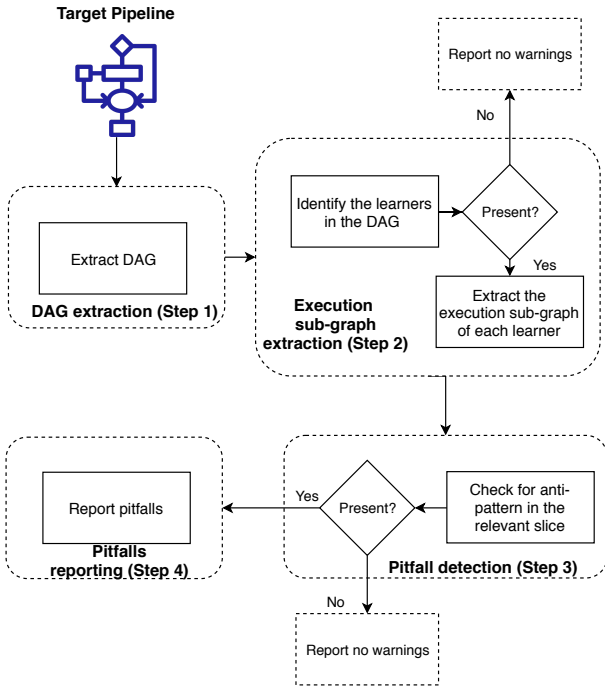 Target Pipeline
Report no warnings
No
Identify the learners
in the DAG
Present?
Yes
Extract DAG
DAG extraction (Step 1)
Extract the
execution sub-graph
of each learner
Execution
sub-graph
extraction (Step 2)
Check for anti-
pattern in the
relevant slice
Present?
Yes
Report pitfalls
Pitfalls
reporting (Step 4)
Pitfall detection (Step 3)
No
Report no warnings